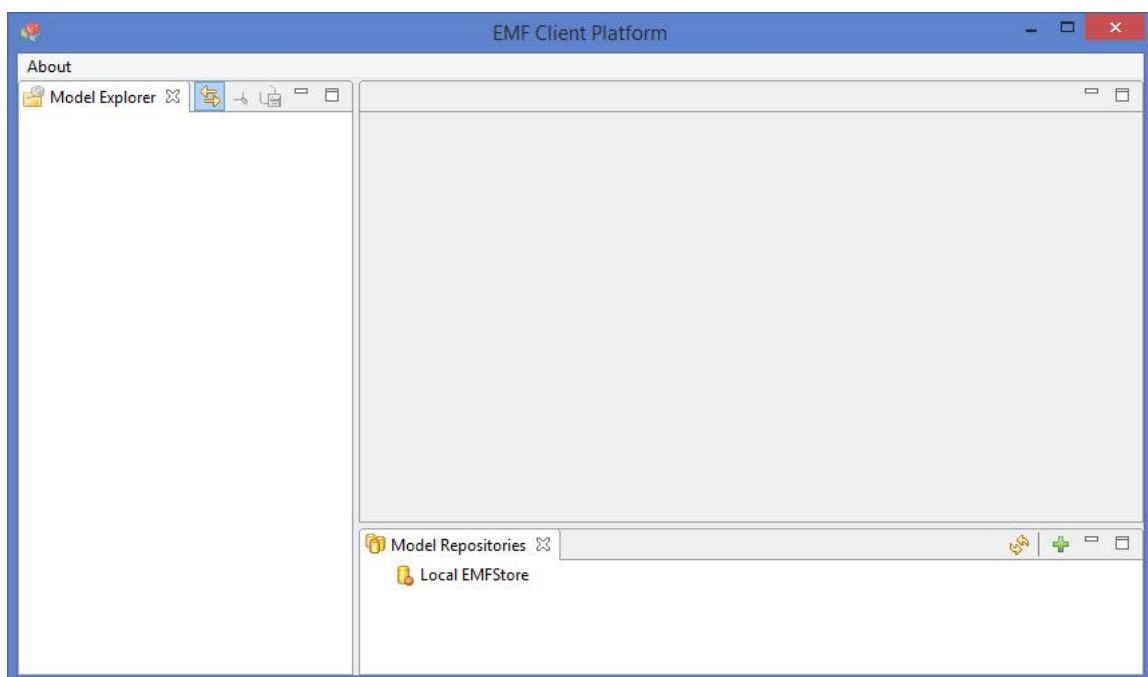 EMF Client Platform
About
Model Explorer
Model Repositories
Local EMFStore